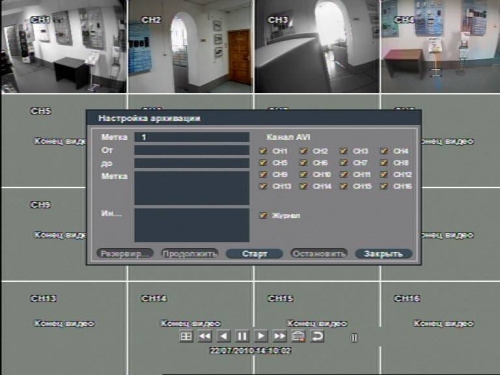 CH1 CH2 CH3 CH4
CH5
Настройка архивации
Метка 1 Канал AVI
От CH1 CH2 CH3 CH4
до CH5 CH6 CH7 CH8
Метка CH9 CH10 CH11 CH12
CH13 CH14 CH15 CH16
Ин... Журнал
Резервир... Продолжить Старт Остановить Закрыть
Конец
CH9
Конец
CH13 CH14 CH15 CH16
Конец видео Конец видео Конец видео Конец видео
22/07/2010 14:10:02